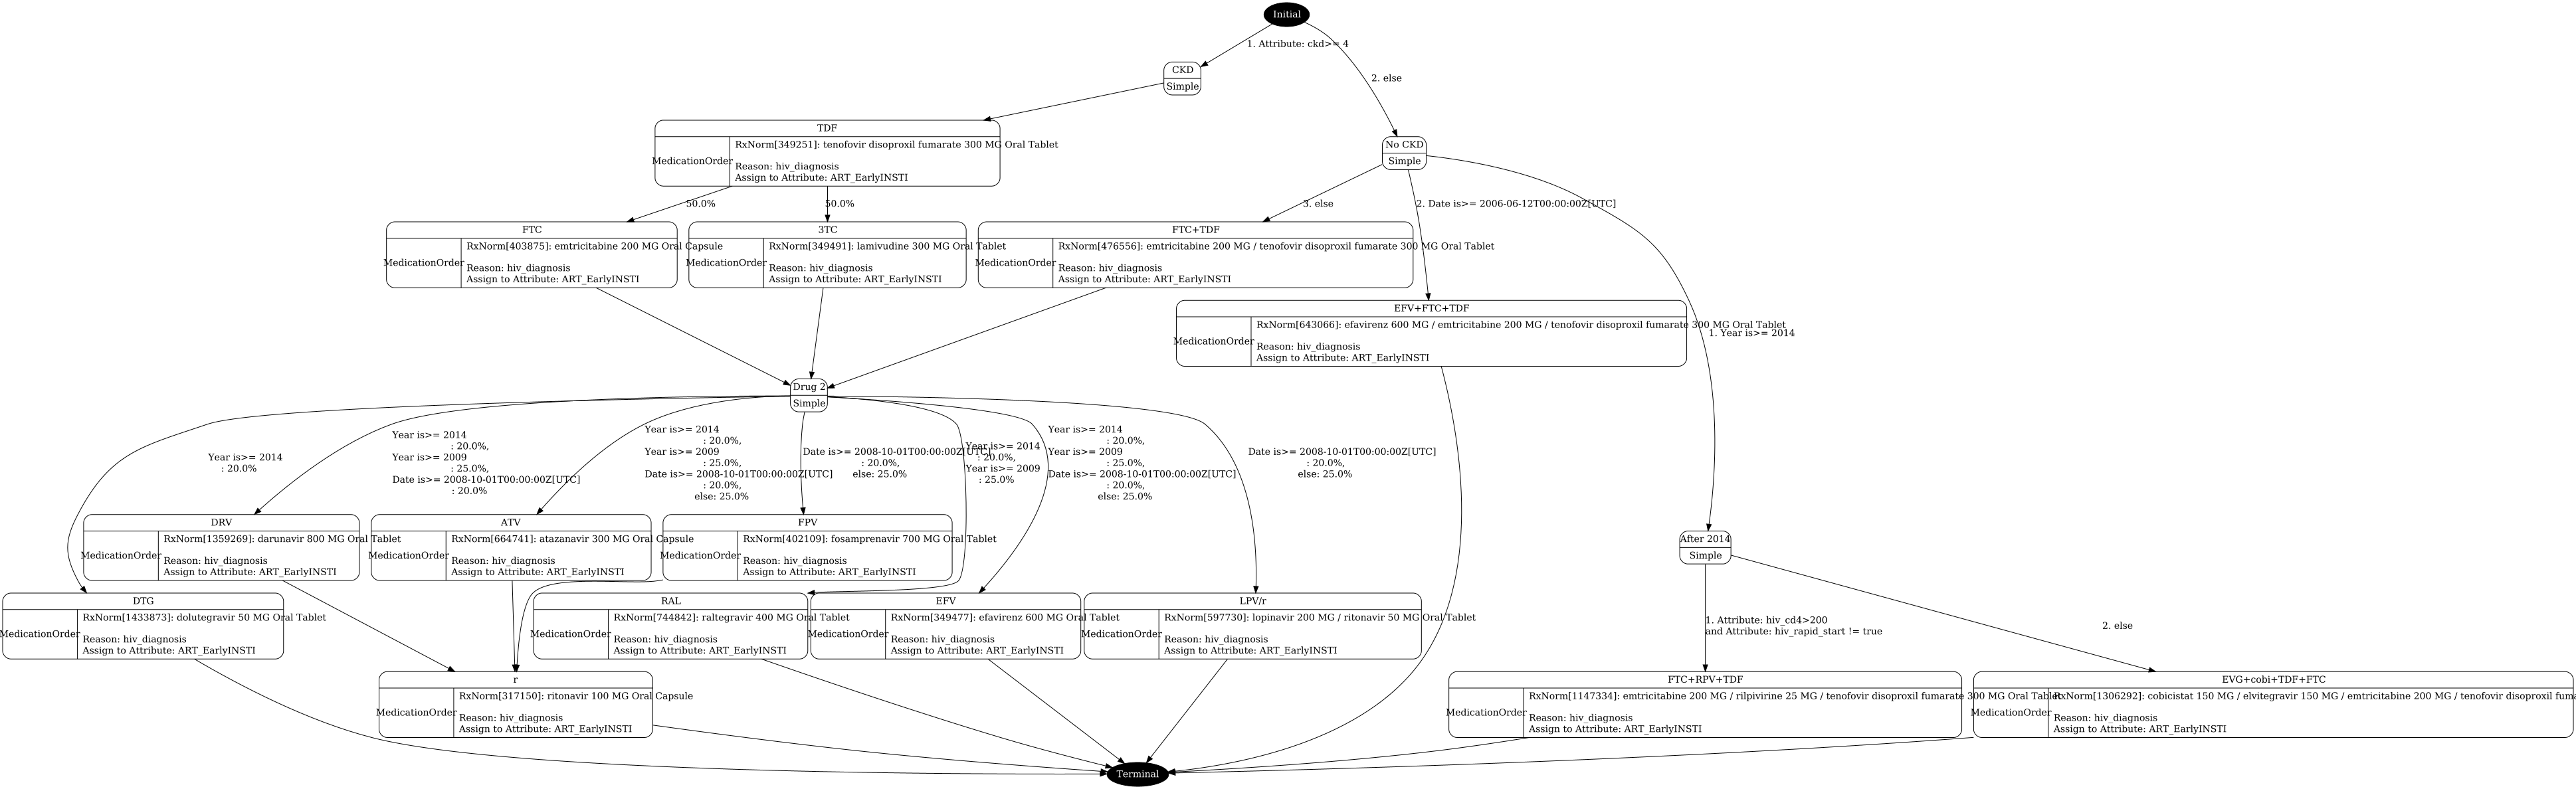 Initial
1. Attribute: ckd>= 4
2. else
CKD
Simple
TDF
MedicationOrder
RxNorm[349251]: tenofovir disoproxil fumarate 300 MG Oral Tablet
Reason: hiv_diagnosis
Assign to Attribute: ART_EarlyINSTI
No CKD
Simple
50.0%
50.0%
3. else
2. Date is>= 2006-06-12T00:00:00Z[UTC]
FTC
MedicationOrder
RxNorm[403875]: emtricitabine 200 MG Oral Capsule
Reason: hiv_diagnosis
Assign to Attribute: ART_EarlyINSTI
3TC
MedicationOrder
RxNorm[349491]: lamivudine 300 MG Oral Tablet
Reason: hiv_diagnosis
Assign to Attribute: ART_EarlyINSTI
FTC+TDF
MedicationOrder
RxNorm[476556]: emtricitabine 200 MG / tenofovir disoproxil fumarate 300 MG Oral Tablet
Reason: hiv_diagnosis
Assign to Attribute: ART_EarlyINSTI
EFV+FTC+TDF
MedicationOrder
RxNorm[643066]: efavirenz 600 MG / emtricitabine 200 MG / tenofovir disoproxil fumarate 300 MG Oral Tablet
Reason: hiv_diagnosis
Assign to Attribute: ART_EarlyINSTI
1. Year is>= 2014
Drug 2
Simple
Year is>= 2014
: 20.0%
Year is>= 2014
: 20.0%,
Year is>= 2009
: 25.0%,
Date is>= 2008-10-01T00:00:00Z[UTC]
: 20.0%
Year is>= 2014
: 20.0%,
Year is>= 2009
: 25.0%,
Date is>= 2008-10-01T00:00:00Z[UTC]
: 20.0%,
else: 25.0%
Date is>= 2008-10-01T00:00:00Z[UTC]
: 20.0%,
else: 25.0%
Year is>= 2014
: 20.0%,
Year is>= 2009
: 25.0%
Year is>= 2014
: 20.0%,
Year is>= 2009
: 25.0%,
Date is>= 2008-10-01T00:00:00Z[UTC]
: 20.0%,
else: 25.0%
Date is>= 2008-10-01T00:00:00Z[UTC]
: 20.0%,
else: 25.0%
DRV
MedicationOrder
RxNorm[1359269]: darunavir 800 MG Oral Tablet
Reason: hiv_diagnosis
Assign to Attribute: ART_EarlyINSTI
ATV
MedicationOrder
RxNorm[664741]: atazanavir 300 MG Oral Capsule
Reason: hiv_diagnosis
Assign to Attribute: ART_EarlyINSTI
FPV
MedicationOrder
RxNorm[402109]: fosamprenavir 700 MG Oral Tablet
Reason: hiv_diagnosis
Assign to Attribute: ART_EarlyINSTI
After 2014
Simple
DTG
MedicationOrder
RxNorm[1433873]: dolutegravir 50 MG Oral Tablet
Reason: hiv_diagnosis
Assign to Attribute: ART_EarlyINSTI
RAL
MedicationOrder
RxNorm[744842]: raltegravir 400 MG Oral Tablet
Reason: hiv_diagnosis
Assign to Attribute: ART_EarlyINSTI
EFV
MedicationOrder
RxNorm[349477]: efavirenz 600 MG Oral Tablet
Reason: hiv_diagnosis
Assign to Attribute: ART_EarlyINSTI
LPV/r
MedicationOrder
RxNorm[597730]: lopinavir 200 MG / ritonavir 50 MG Oral Tablet
Reason: hiv_diagnosis
Assign to Attribute: ART_EarlyINSTI
1. Attribute: hiv_cd4>200
and Attribute: hiv_rapid_start != true
2. else
r
MedicationOrder
RxNorm[317150]: ritonavir 100 MG Oral Capsule
Reason: hiv_diagnosis
Assign to Attribute: ART_EarlyINSTI
FTC+RPV+TDF
MedicationOrder
RxNorm[1147334]: emtricitabine 200 MG / rilpivirine 25 MG / tenofovir disoproxil fumarate 300 MG Oral Tablet
Reason: hiv_diagnosis
Assign to Attribute: ART_EarlyINSTI
EVG+cobi+TDF+FTC
MedicationOrder
RxNorm[1306292]: cobicistat 150 MG / elvitegravir 150 MG / emtricitabine 200 MG / tenofovir disoproxil fuma
Reason: hiv_diagnosis
Assign to Attribute: ART_EarlyINSTI
Terminal